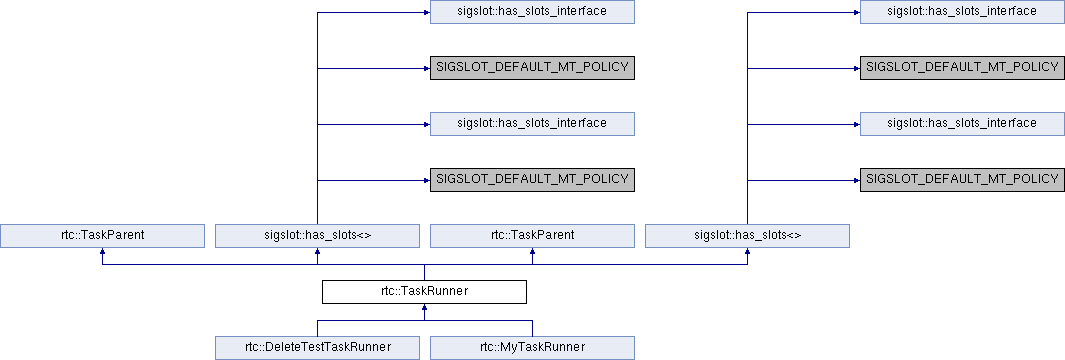 sigslot::has_slots_interface
sigslot::has_slots_interface
SIGSLOT_DEFAULT_MT_POLICY
SIGSLOT_DEFAULT_MT_POLICY
sigslot::has_slots_interface
sigslot::has_slots_interface
SIGSLOT_DEFAULT_MT_POLICY
SIGSLOT_DEFAULT_MT_POLICY
rtc::TaskParent
sigslot::has_slots<>
rtc::TaskParent
sigslot::has_slots<>
rtc::TaskRunner
rtc::DeleteTestTaskRunner
rtc::MyTaskRunner